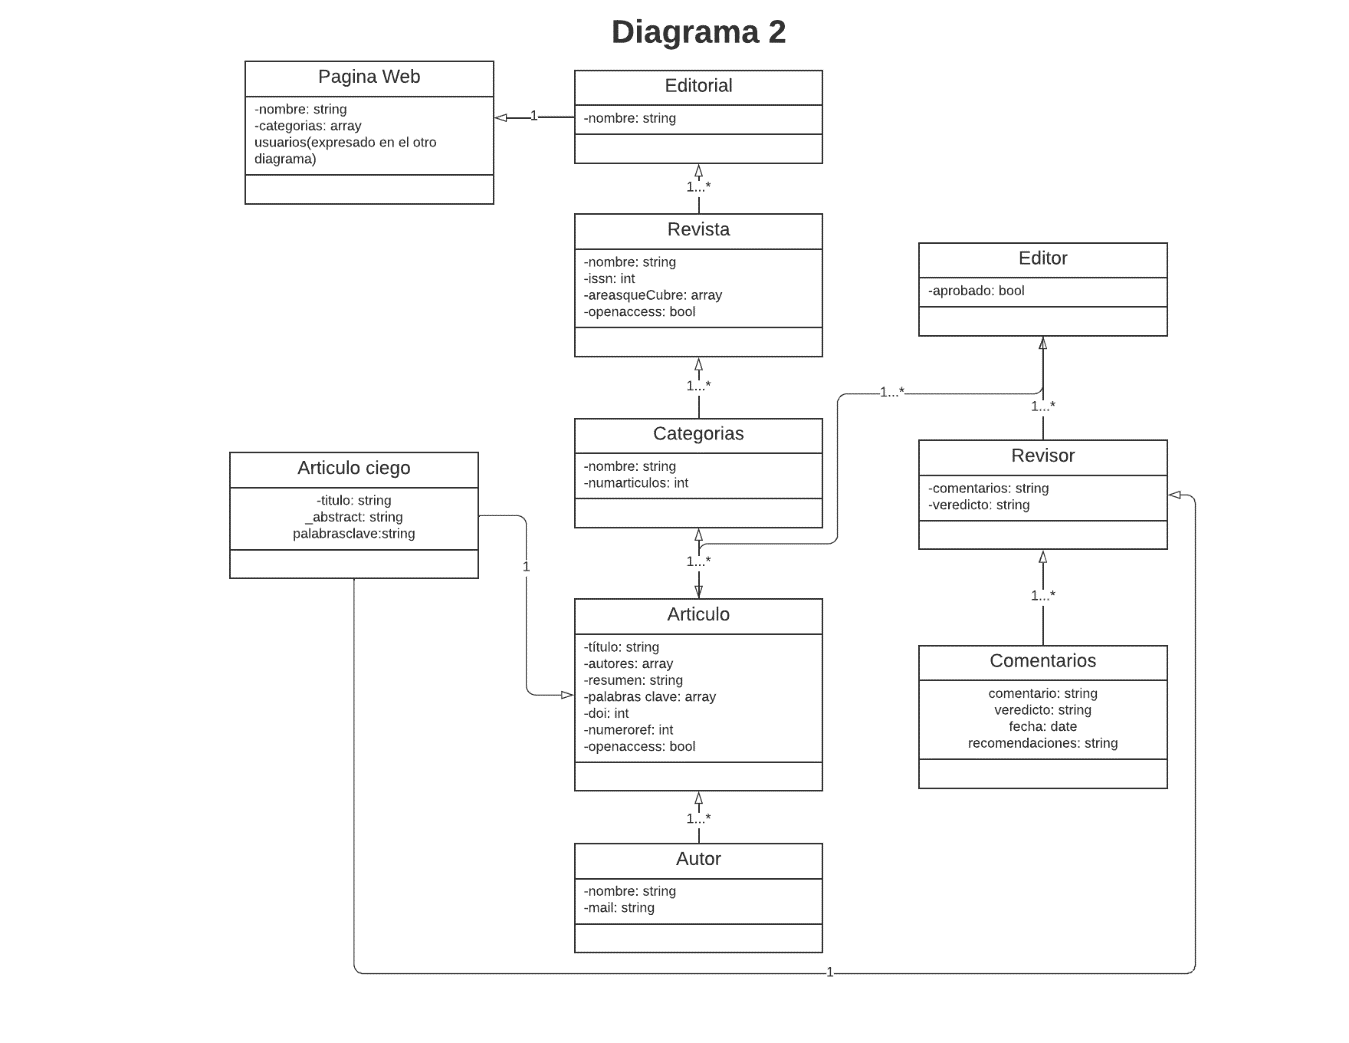 Diagrama 2
Pagina Web
-nombre: string
-categorias: array
usuarios(expresado en el otro
diagrama)
1
Editorial
-nombre: string
1...*
Revista
-nombre: string
-issn: int
-areasqueCubre: array
-openaccess: bool
1...*
Categorias
-nombre: string
-numarticulos: int
1...*
Editor
-aprobado: bool
1...*
1...*
Revisor
-comentarios: string
-veredicto: string
1...*
Comentarios
comentario: string
veredicto: string
fecha: date
recomendaciones: string
Articulo ciego
-titulo: string
_abstract: string
palabrasclave:string
1
Articulo
-título: string
-autores: array
-resumen: string
-palabras clave: array
-doi: int
-numeroref: int
-openaccess: bool
1...*
Autor
-nombre: string
-mail: string
1